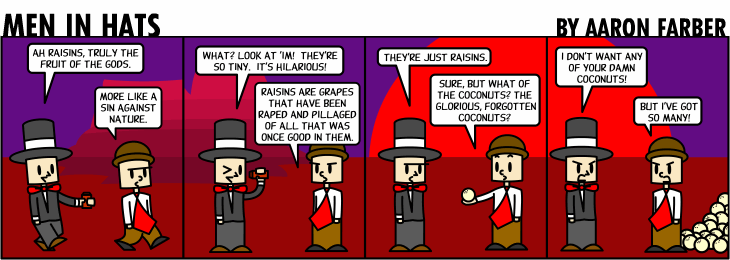 MEN IN HATS
BY AARON FARBER
AH RAISINS, TRULY THE
FRUIT OF THE GODS.
MORE LIKE A
SIN AGAINST
NATURE.
WHAT? LOOK AT 'IM! THEY'RE
SO TINY. IT'S HILARIOUS!
RAISINS ARE GRAPES
THAT HAVE BEEN
RAPED AND PILLAGED
OF ALL THAT WAS
ONCE GOOD IN THEM.
THEY'RE JUST RAISINS.
SURE, BUT WHAT OF
THE COCONUTS? THE
GLORIOUS, FORGOTTEN
COCONUTS?
I DON'T WANT ANY
OF YOUR DAMN
COCONUTS!
BUT I'VE GOT
SO MANY!